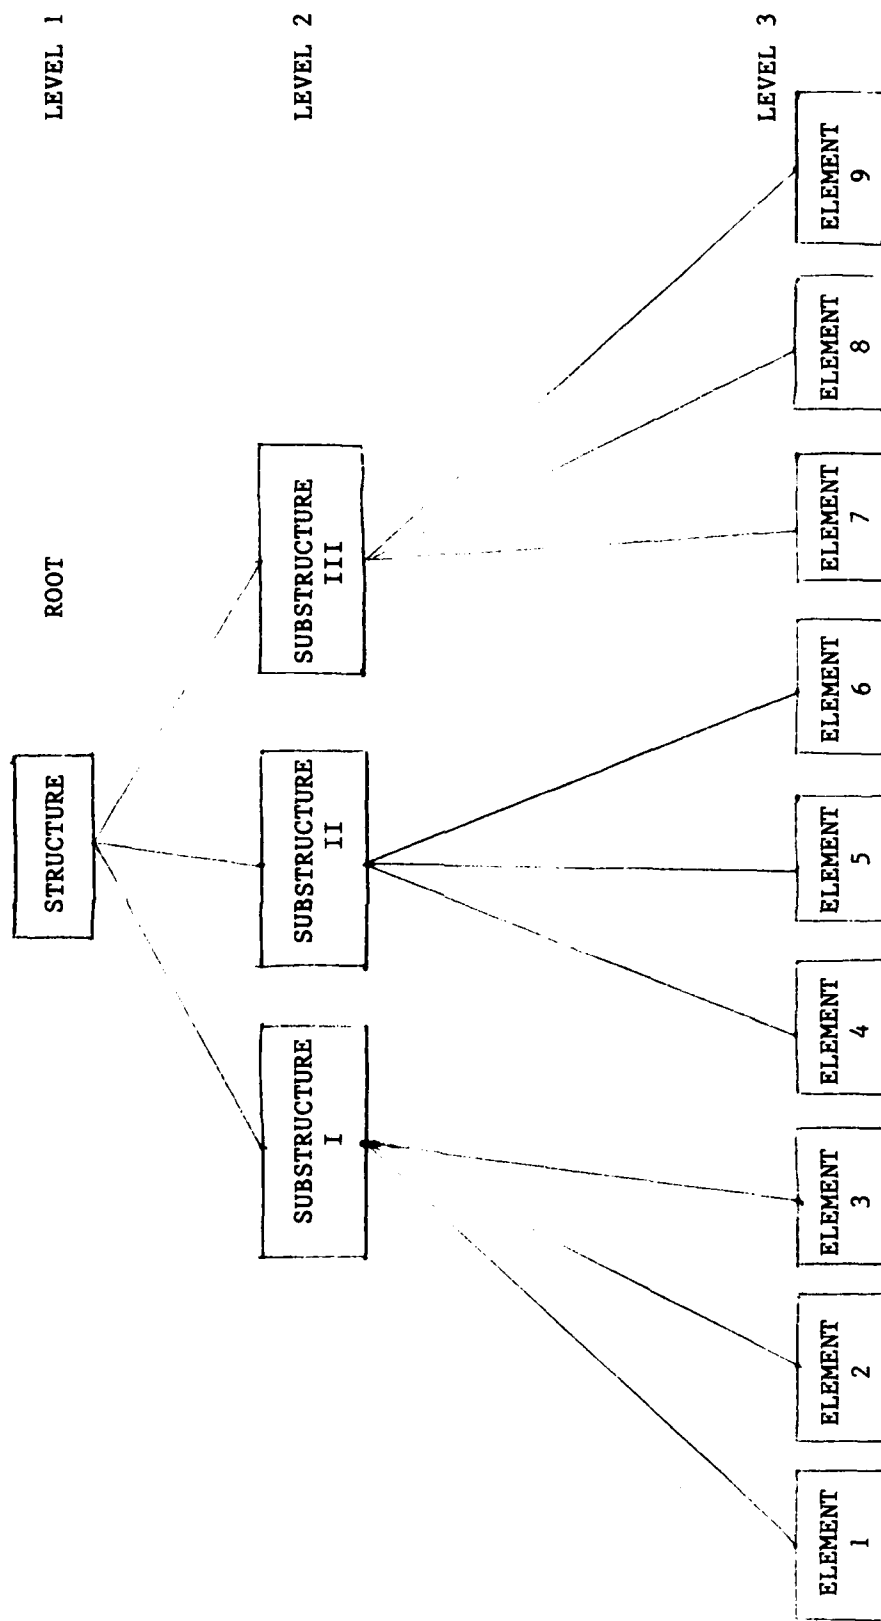 STRUCTURE
ROOT
LEVEL 1
SUBSTRUCTURE
I
SUBSTRUCTURE
II
SUBSTRUCTURE
III
LEVEL 2
LEVEL 3
ELEMENT
1
ELEMENT
2
ELEMENT
3
ELEMENT
4
ELEMENT
5
ELEMENT
6
ELEMENT
7
ELEMENT
8
ELEMENT
9